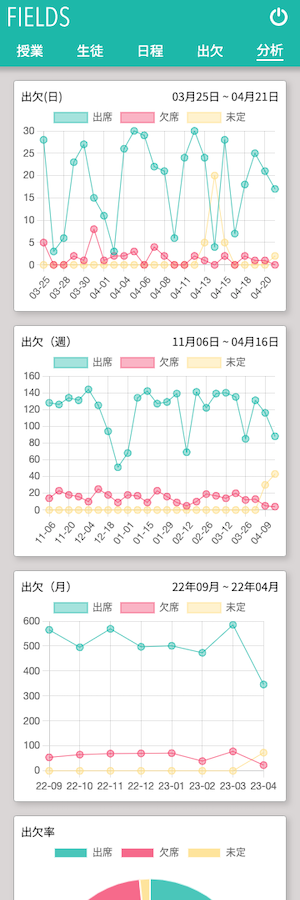 FIELDS
授業 生徒 日程 出欠 分析
出欠(日) 03月25日 ~ 04月21日
出席 欠席 未定
30
25
20
15
10
5
0
03-25 03-28 03-30 04-01 04-04 04-06 04-08 04-11 04-13 04-15 04-18 04-20
出欠（週） 11月06日 ~ 04月16日
出席 欠席 未定
160
140
120
100
80
60
40
20
0
11-06 11-20 12-04 12-18 01-01 01-15 01-29 02-12 02-26 03-12 03-26 04-09
出欠（月） 22年09月 ~ 22年04月
出席 欠席 未定
600
500
400
300
200
100
0
22-09 22-10 22-11 22-12 23-01 23-02 23-03 23-04
出欠率
出席 欠席 未定